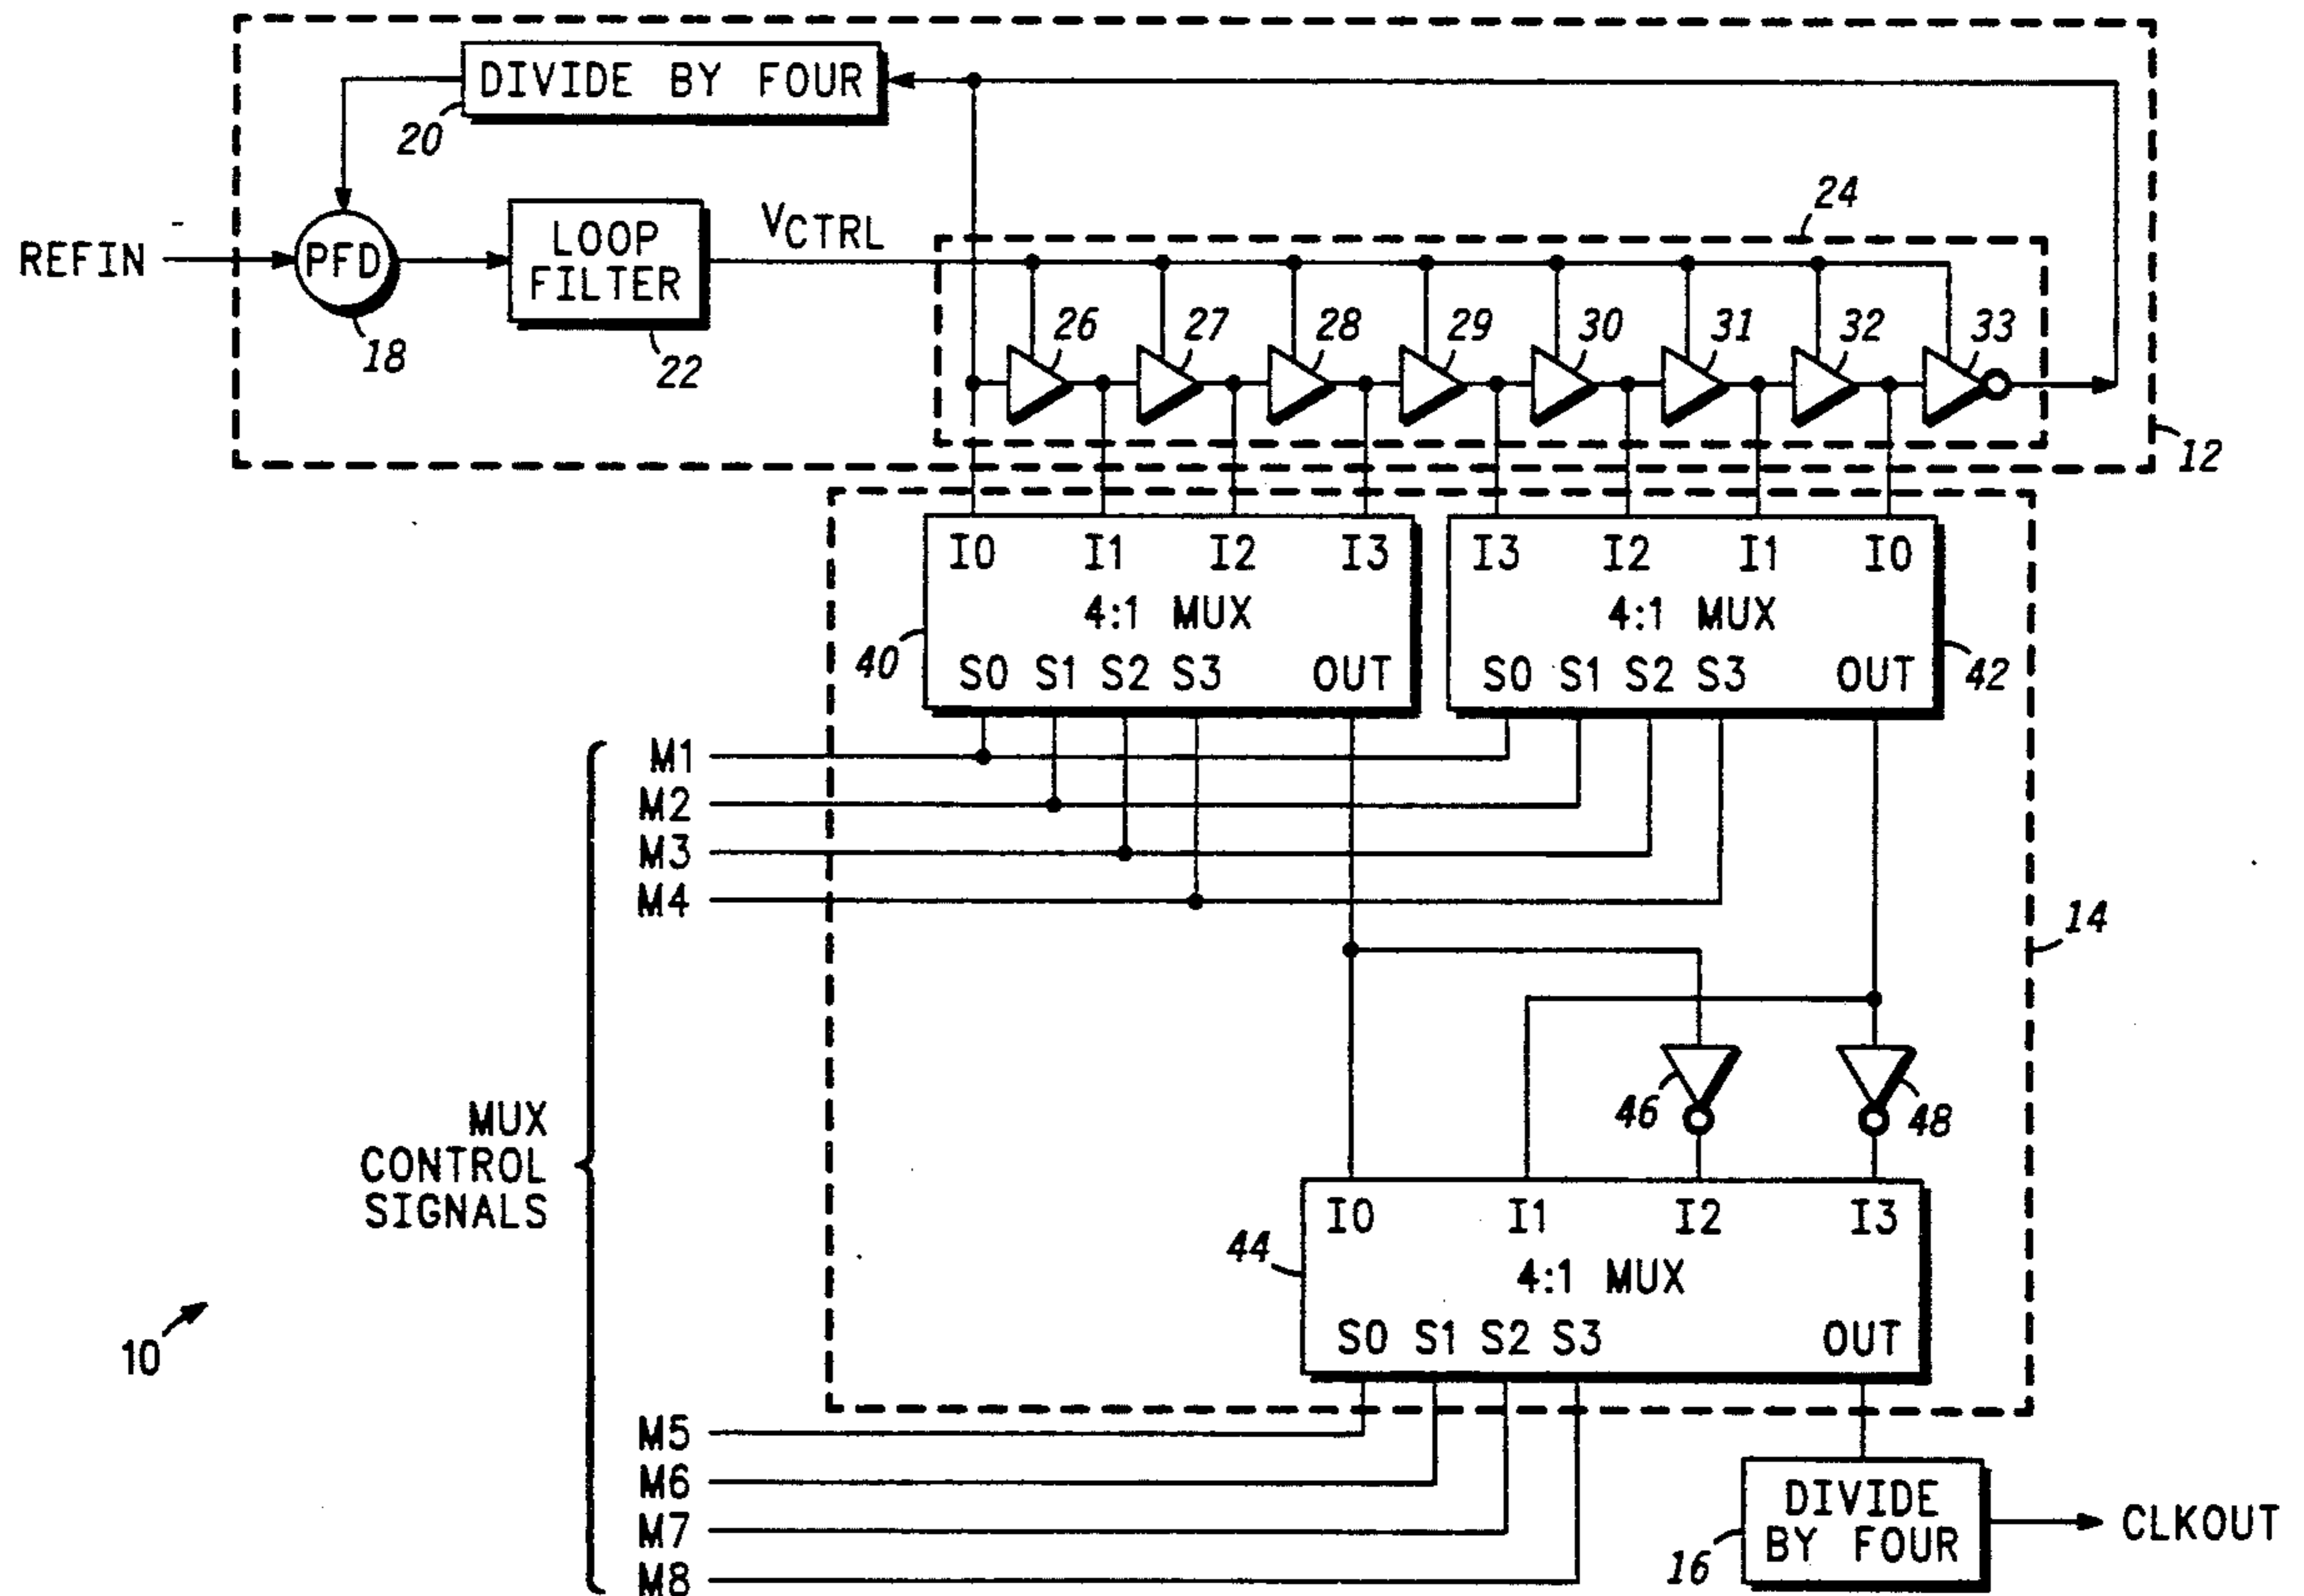 DIVIDE BY FOUR
20
24
REFIN
PFD
18
LOOP
FILTER
22
VCTRL
26
27
28
29
30
31
32
33
12
I0 I1 I2 I3
4:1 MUX
S0 S1 S2 S3 OUT
40
I3 I2 I1 I0
4:1 MUX
S0 S1 S2 S3 OUT
42
M1
M2
M3
M4
14
46
48
MUX
CONTROL
SIGNALS
I0 I1 I2 I3
44
4:1 MUX
S0 S1 S2 S3 OUT
10
M5
M6
M7
M8
DIVIDE
BY FOUR
16
CLKOUT